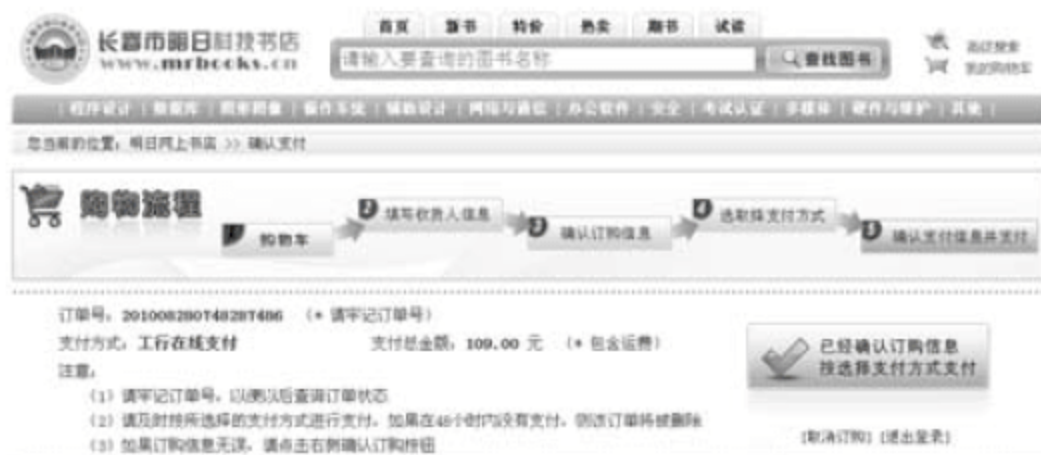 长春市明日科技书店
www.mrbooks.cn
首页 新书 特价 热卖 期书 试读
请输入要查询的图书名称
查找图书
高级搜索
我的购物车
| 程序设计 | 数据库 | 图形图像 | 操作系统 | 辅助设计 | 网络与通信 | 办公软件 | 安全 | 考试认证 | 多媒体 | 硬件与维护 | 其他 |
您当前的位置：明日网上书店 >> 确认支付
购物流程
1 购物车
2 填写收货人信息
3 确认订购信息
4 选取择支付方式
5 确认支付信息并支付
订单号：201008280748287486 (* 请牢记订单号)
支付方式：工行在线支付 支付总金额：109.00 元 (* 包含运费)
注意：
(1) 请牢记订单号，以便以后查询订单状态
(2) 请及时按所选择的支付方式进行支付，如果在48小时内没有支付，则该订单将被删除
(3) 如果订购信息无误，请点击右侧确认订购按钮
已经确认订购信息
按选择支付方式支付
[取消订购] [退出登录]